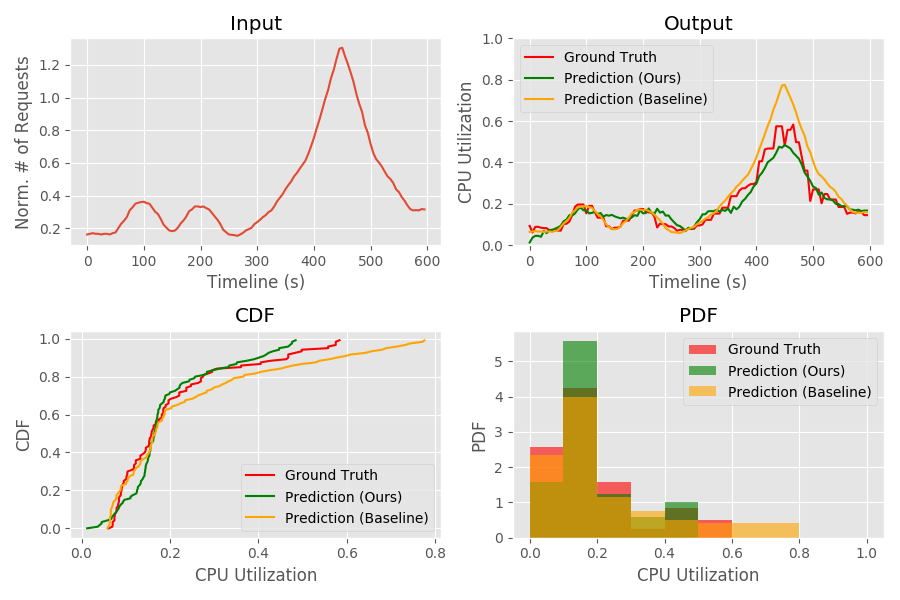 Input
Norm. # of Requests
1.2
1.0
0.8
0.6
0.4
0.2
0 100 200 300 400 500 600
Timeline (s)
Output
CPU Utilization
1.0
0.8
0.6
0.4
0.2
0.0
Ground Truth
Prediction (Ours)
Prediction (Baseline)
0 100 200 300 400 500 600
Timeline (s)
CDF
CDF
1.0
0.8
0.6
0.4
0.2
0.0
Ground Truth
Prediction (Ours)
Prediction (Baseline)
0.0 0.2 0.4 0.6 0.8
CPU Utilization
PDF
PDF
5
4
3
2
1
0
Ground Truth
Prediction (Ours)
Prediction (Baseline)
0.0 0.2 0.4 0.6 0.8 1.0
CPU Utilization